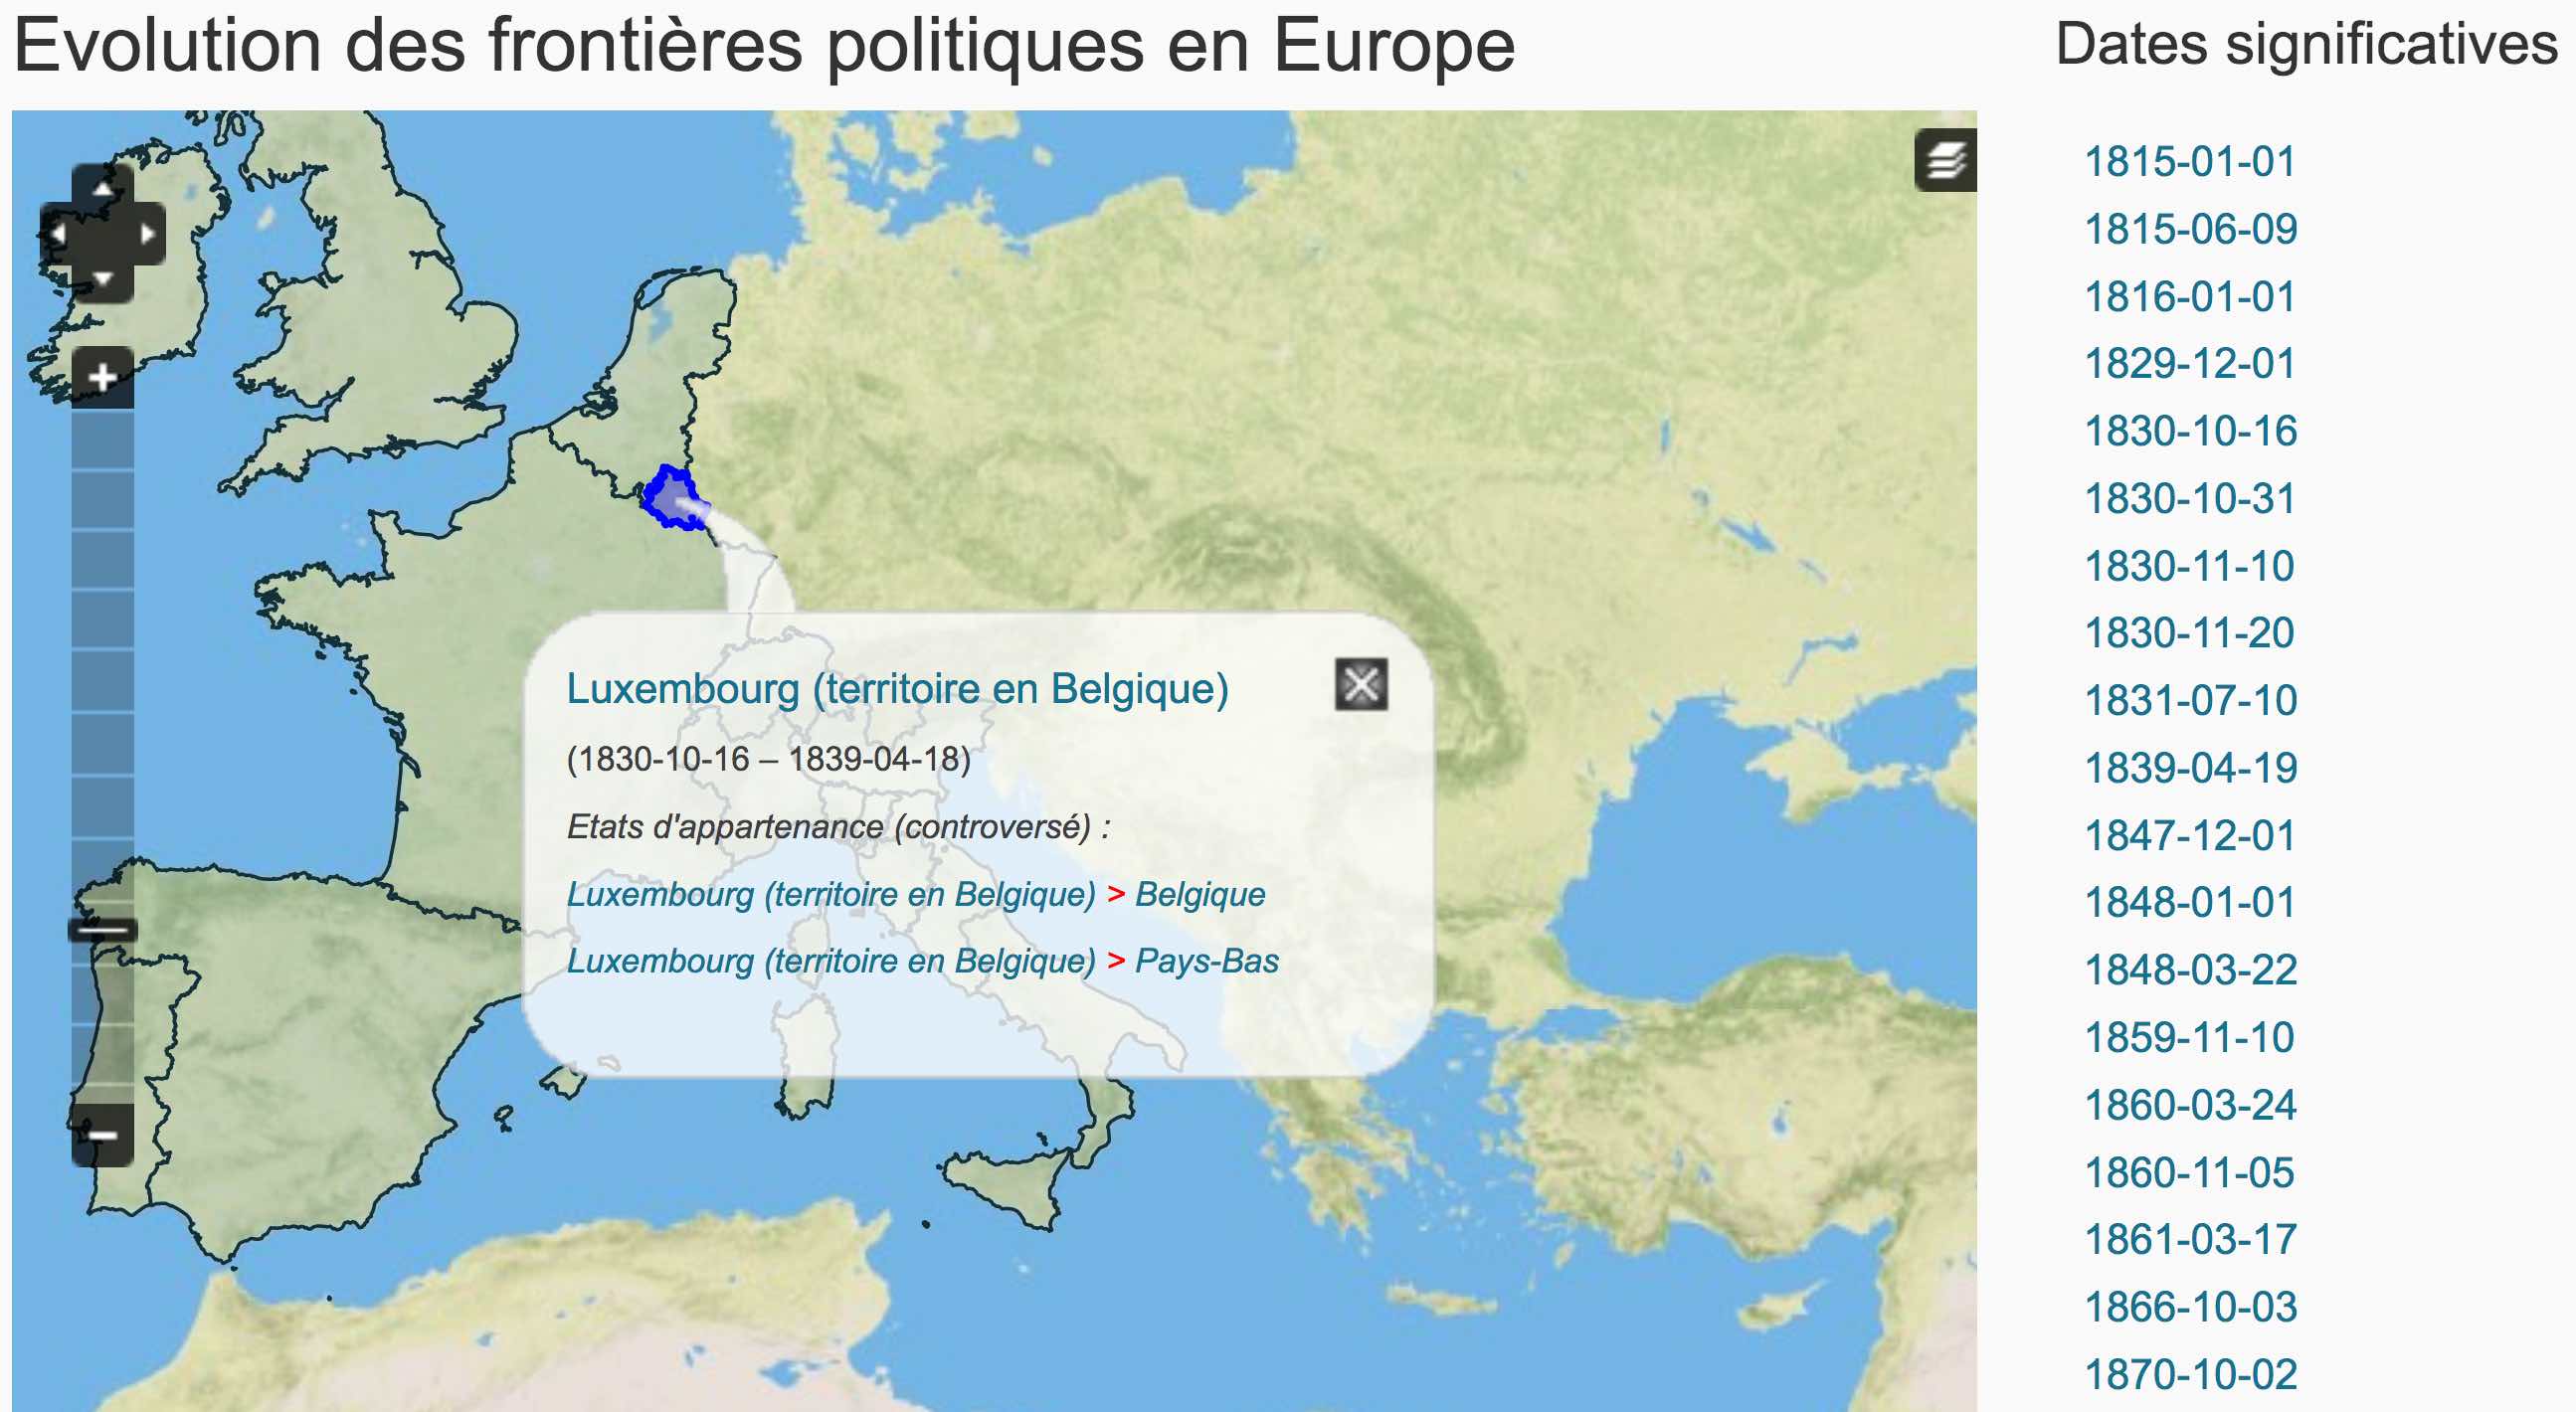 Evolution des frontières politiques en Europe
Luxembourg (territoire en Belgique)
(1830-10-16 – 1839-04-18)
Etats d'appartenance (controversé) :
Luxembourg (territoire en Belgique) > Belgique
Luxembourg (territoire en Belgique) > Pays-Bas
Dates significatives
1815-01-01
1815-06-09
1816-01-01
1829-12-01
1830-10-16
1830-10-31
1830-11-10
1830-11-20
1831-07-10
1839-04-19
1847-12-01
1848-01-01
1848-03-22
1859-11-10
1860-03-24
1860-11-05
1861-03-17
1866-10-03
1870-10-02